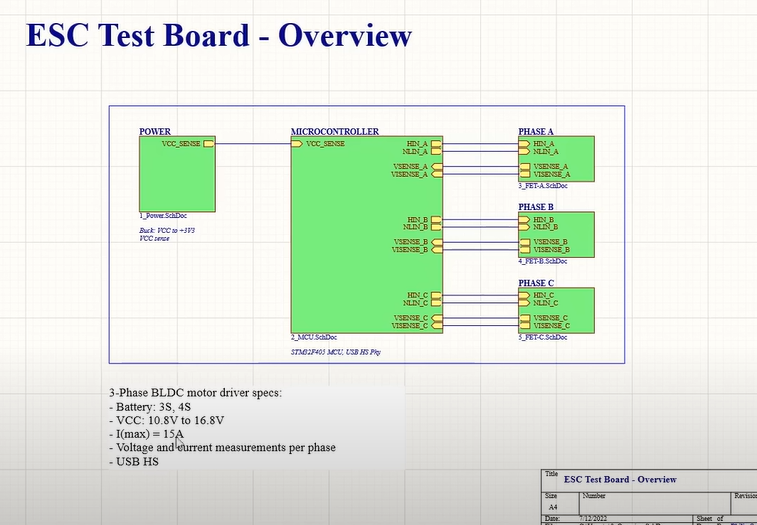 ESC Test Board - Overview
POWER
VCC_SENSE
1_Power.SchDoc
Buck: VCC to +3V3
VCC sense
MICROCONTROLLER
VCC_SENSE
HIN_A
NLIN_A
VSENSE_A
VISENSE_A
HIN_B
NLIN_B
VSENSE_B
VISENSE_B
HIN_C
NLIN_C
VSENSE_C
VISENSE_C
2_MCU.SchDoc
STM32F405 MCU, USB HS Phy
PHASE A
HIN_A
NLIN_A
VSENSE_A
VISENSE_A
3_FET-A.SchDoc
PHASE B
HIN_B
NLIN_B
VSENSE_B
VISENSE_B
4_FET-B.SchDoc
PHASE C
HIN_C
NLIN_C
VSENSE_C
VISENSE_C
5_FET-C.SchDoc
3-Phase BLDC motor driver specs:
- Battery: 3S, 4S
- VCC: 10.8V to 16.8V
- I(max) = 15A
- Voltage and current measurements per phase
- USB HS
Title
ESC Test Board - Overview
Size
Number
Revision
A4
Date:
7/12/2022
Sheet of